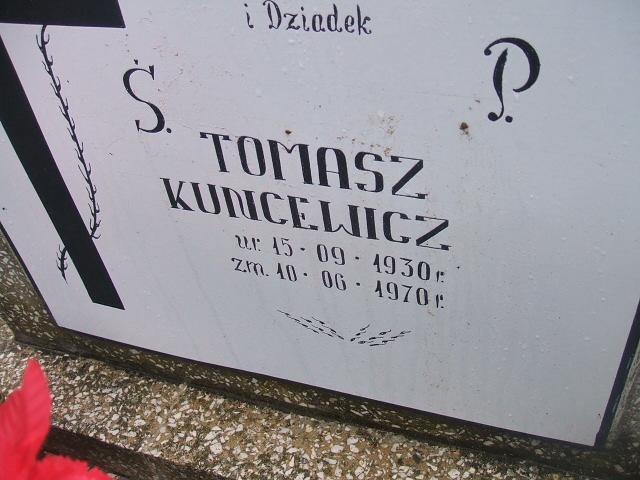 i Dziadek
Ś. P.
TOMASZ
KUNCEWICZ
ur. 15 · 09 · 1930 r.
zm. 10 · 06 · 1970 r.